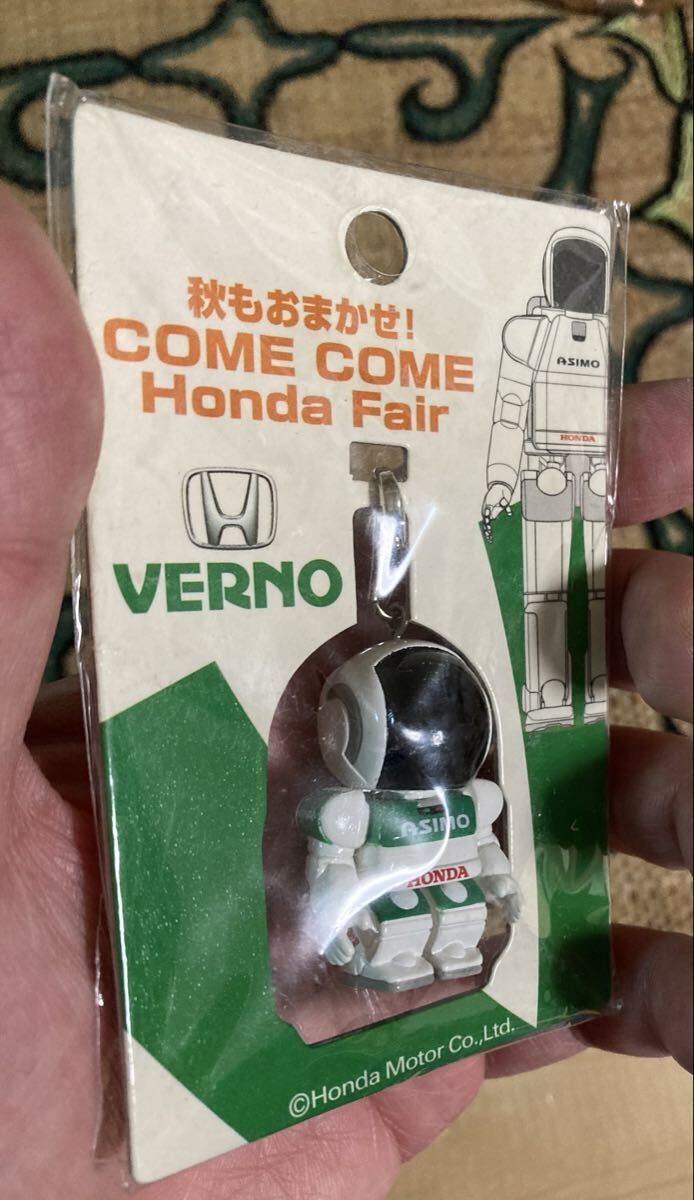 秋もおまかせ!
COME COME
Honda Fair
VERNO
ASIMO
HONDA
ASIMO
HONDA
©Honda Motor Co.,Ltd.